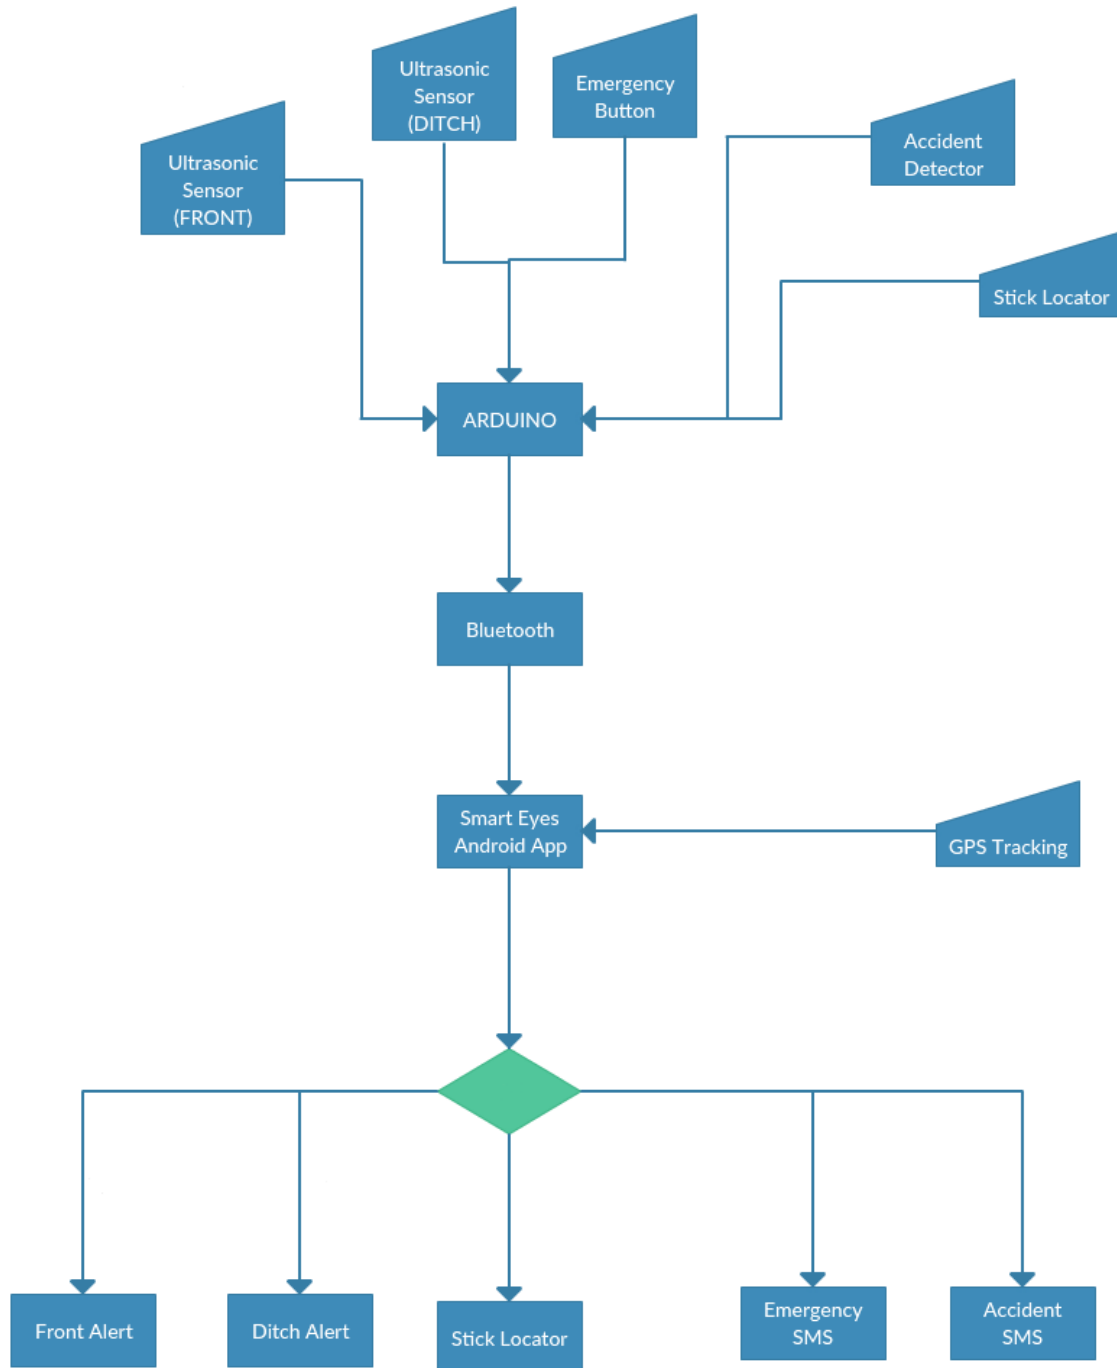 Ultrasonic
Sensor
(DITCH)
Emergency
Button
Accident
Detector
Ultrasonic
Sensor
(FRONT)
Stick Locator
ARDUINO
Bluetooth
Smart Eyes
Android App
GPS Tracking
Front Alert
Ditch Alert
Stick Locator
Emergency
SMS
Accident
SMS